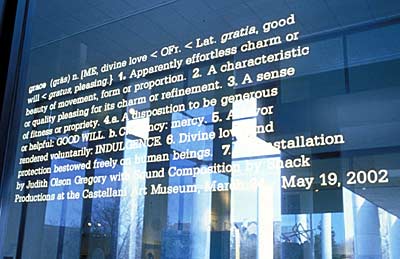 grace (grās) n. [ME, divine love < OFr. < Lat. gratia, good
will < gratus, pleasing.] 1. Apparently effortless charm or
beauty of movement, form or proportion. 2. A characteristic
or quality pleasing for its charm or refinement. 3. A sense
of fitness or propriety. 4.a. A disposition to be generous
or helpful: GOOD WILL. b. mercy. 5. A favor
rendered voluntarily: INDULGENCE. 6. Divine love and
protection bestowed freely on human beings. 7. installation
by Judith Olson Gregory with Sound Composition by Shack
Productions at the Castellani Art Museum, March May 19, 2002